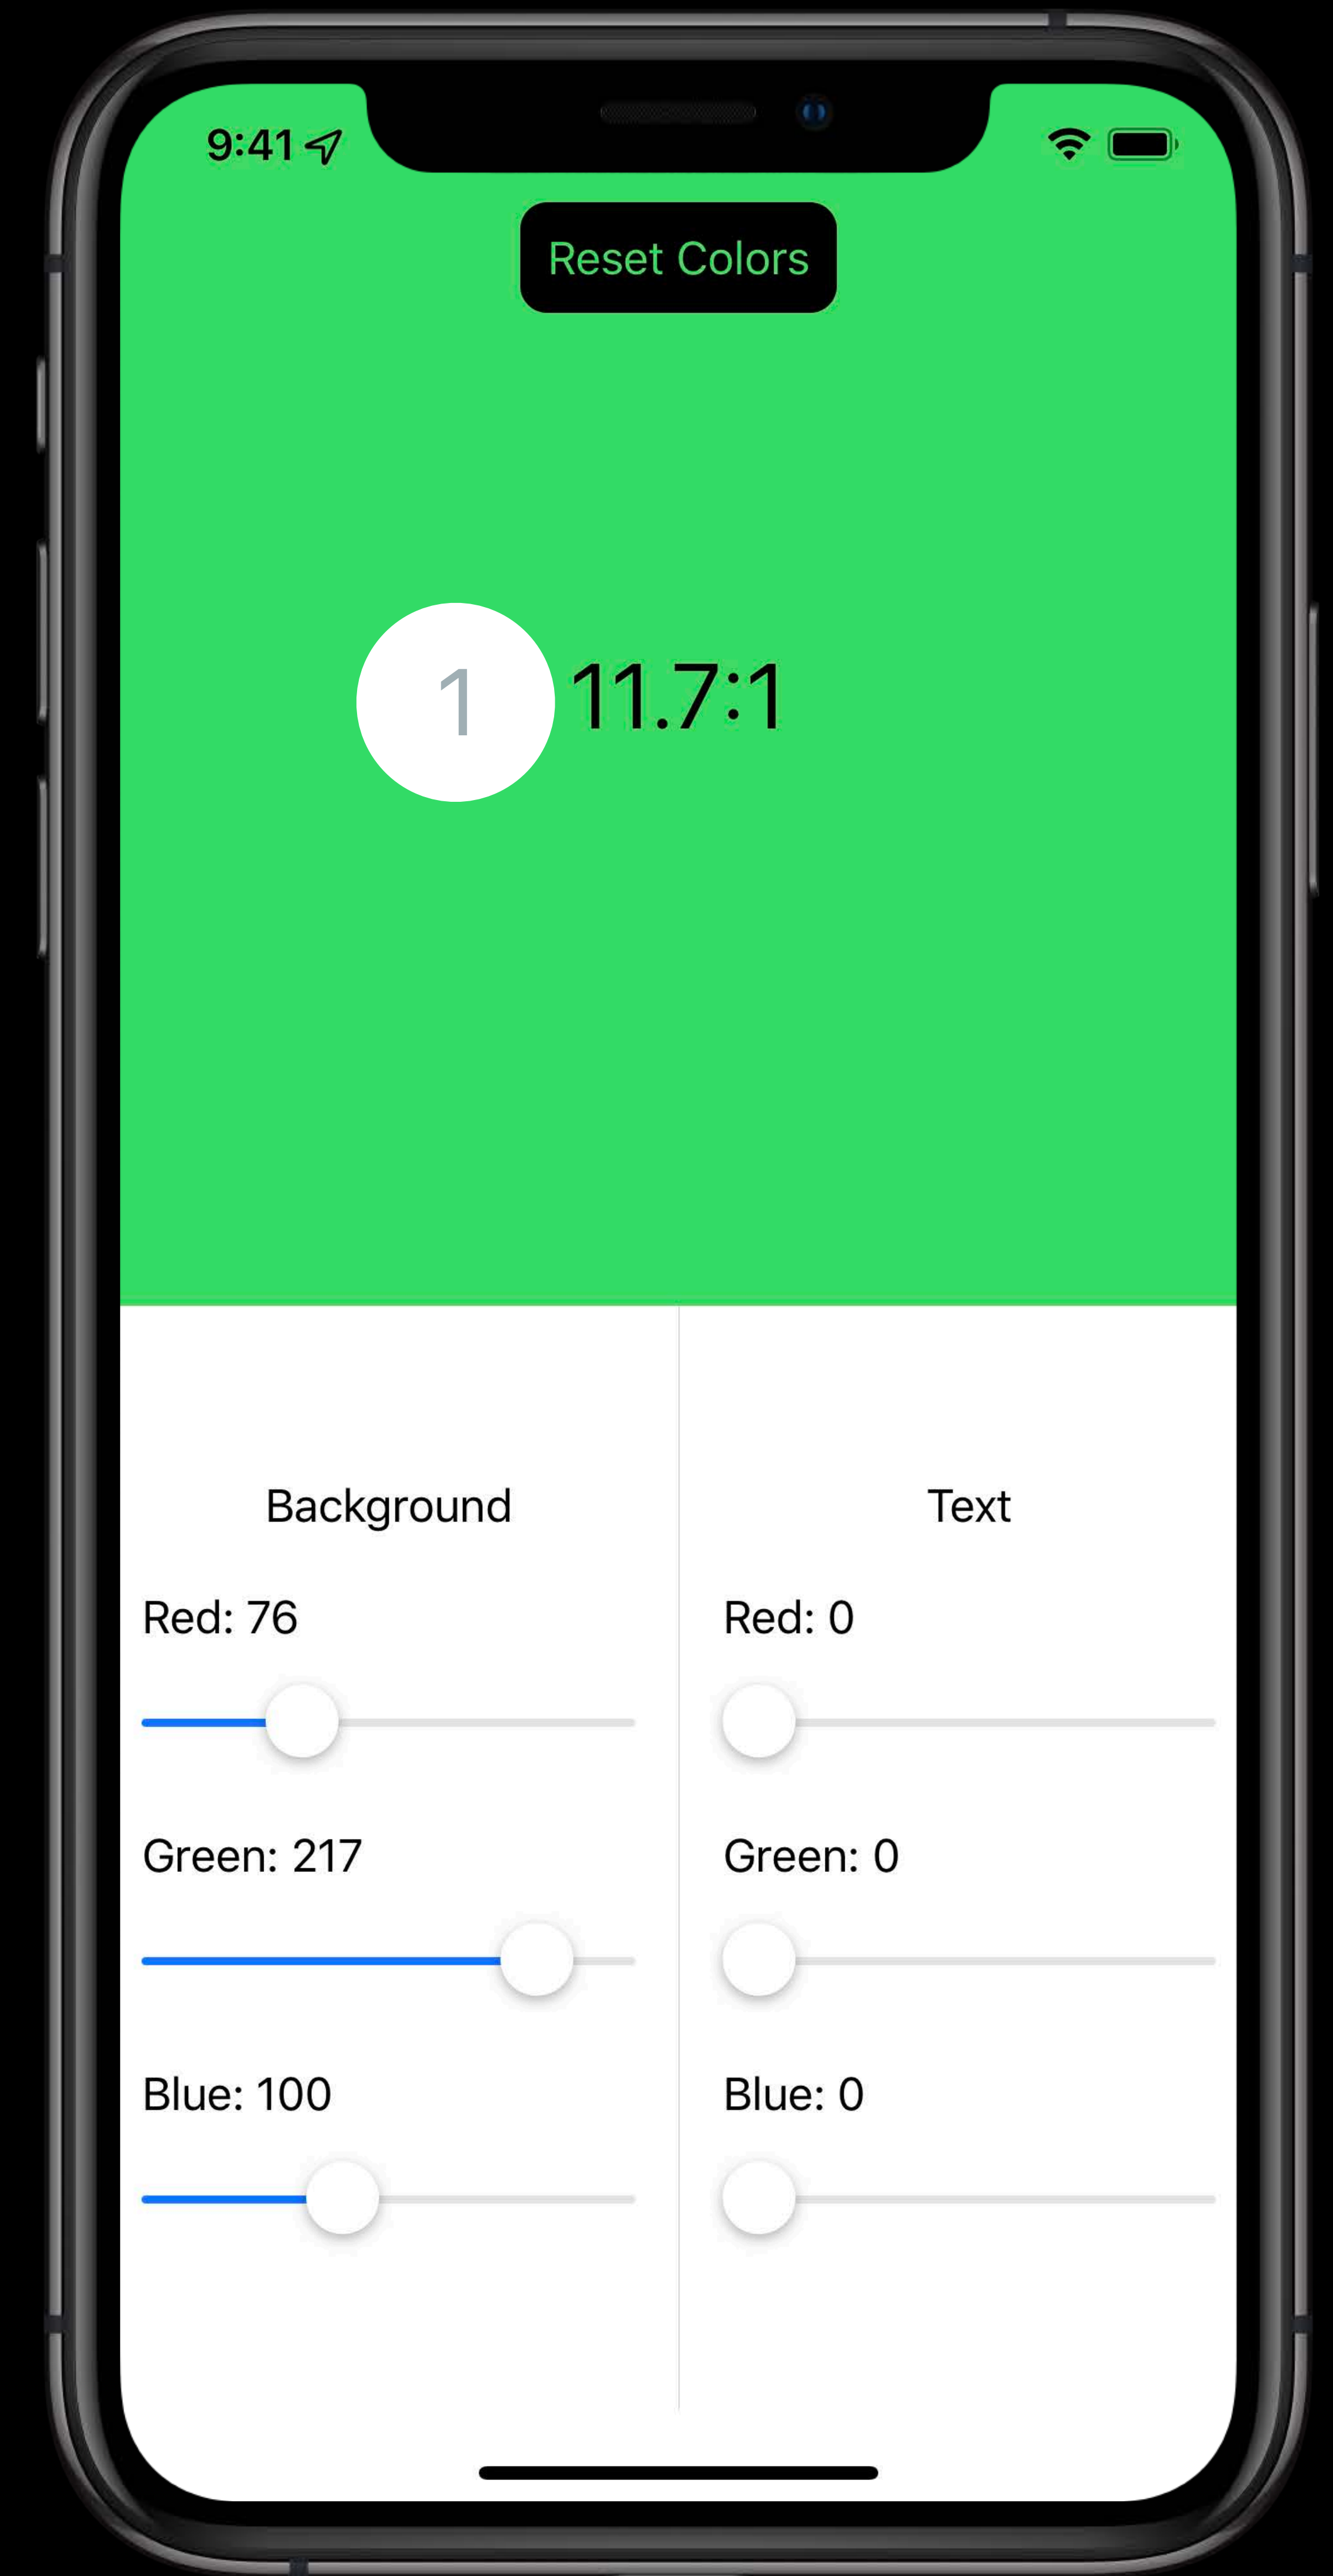 9:41
Reset Colors
1 11.7:1
Background
Text
Red: 76
Red: 0
Green: 217
Green: 0
Blue: 100
Blue: 0